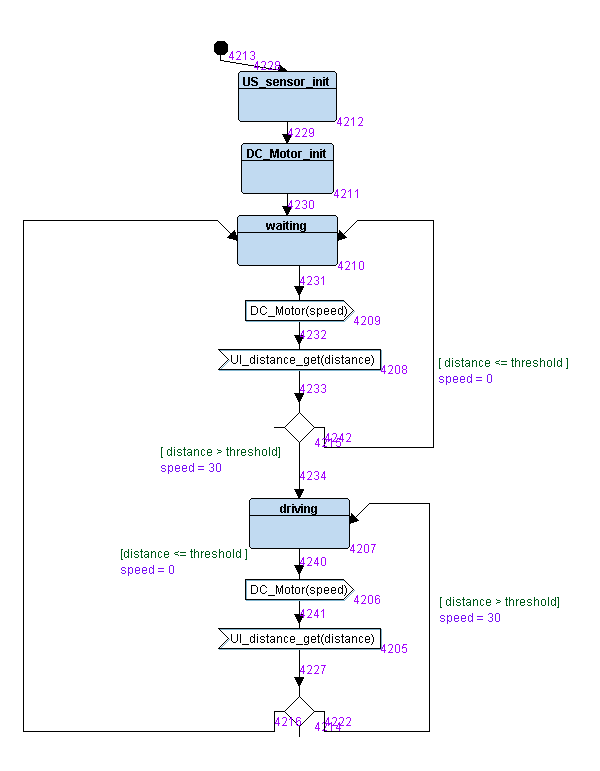 4213
4228
US_sensor_init
4212
4229
DC_Motor_init
4211
4230
waiting
4210
4231
DC_Motor(speed)
4209
4232
UI_distance_get(distance)
4208
[ distance <= threshold ]
speed = 0
4233
4242
4215
[ distance > threshold]
speed = 30
4234
driving
4207
[distance <= threshold ]
speed = 0
4240
DC_Motor(speed)
4206
[ distance > threshold]
speed = 30
4241
UI_distance_get(distance)
4205
4227
4216
4222
4214